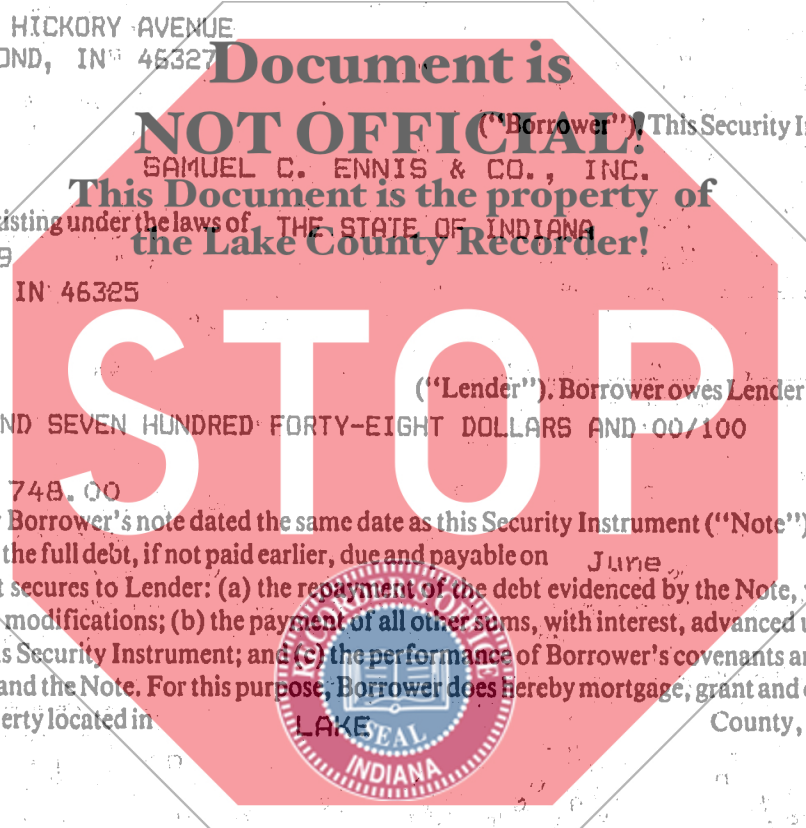 HICKORY AVENUE
OND, IN 46327
Document is
NOT OFFICIAL!
("Borrower"). This Security I
SAMUEL C. ENNIS & CO., INC.
This Document is the property of
isting under the laws of THE STATE OF INDIANA
the Lake County Recorder!
9
IN 46325
STOP
("Lender"). Borrower owes Lender
ND SEVEN HUNDRED FORTY-EIGHT DOLLARS AND 00/100
748.00
Borrower's note dated the same date as this Security Instrument ("Note")
the full debt, if not paid earlier, due and payable on June
t secures to Lender: (a) the repayment of the debt evidenced by the Note,
modifications; (b) the payment of all other sums, with interest, advanced u
s Security Instrument; and (c) the performance of Borrower's covenants a
and the Note. For this purpose, Borrower does hereby mortgage, grant and
erty located in LAKE County,
RECORDER'S OFFICE
SEAL
INDIANA